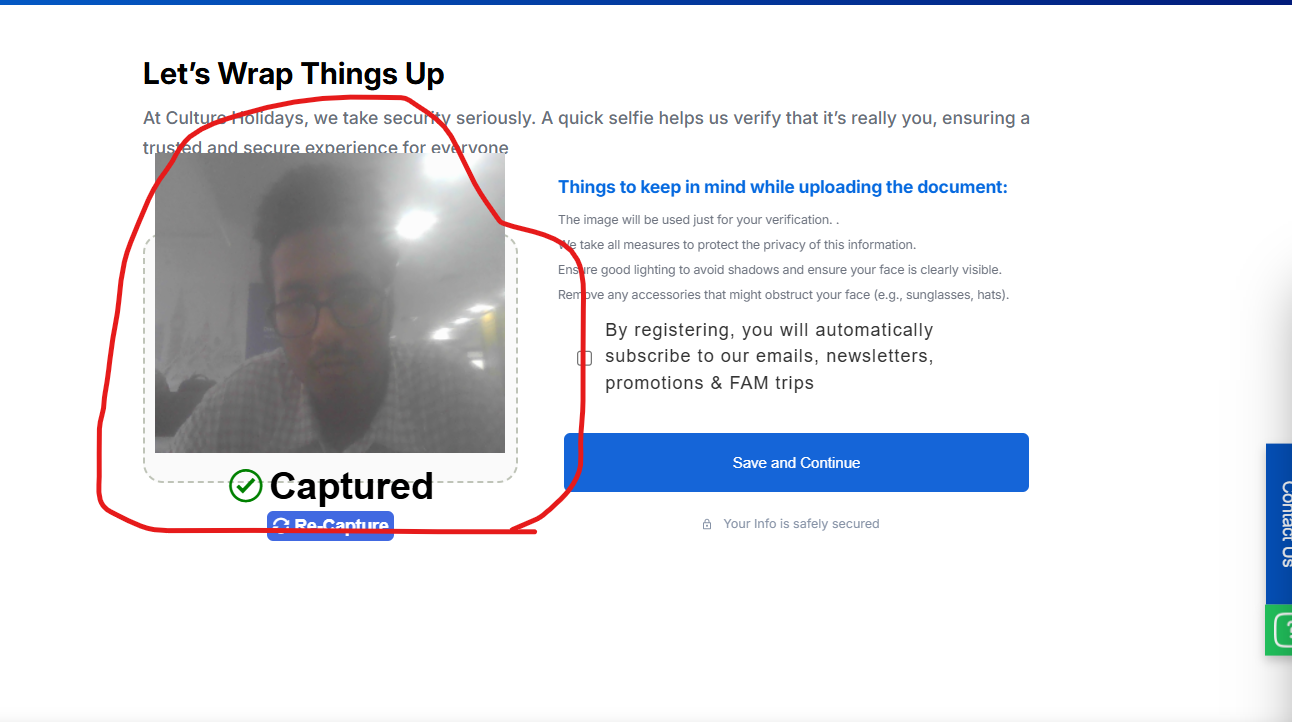 Let's Wrap Things Up
At Culture Holidays, we take security seriously. A quick selfie helps us verify that it's really you, ensuring a
trusted and secure experience for everyone
Things to keep in mind while uploading the document:
The image will be used just for your verification. .
We take all measures to protect the privacy of this information.
Ensure good lighting to avoid shadows and ensure your face is clearly visible.
Remove any accessories that might obstruct your face (e.g., sunglasses, hats).
By registering, you will automatically
subscribe to our emails, newsletters,
promotions & FAM trips
Captured
Re-Capture
Save and Continue
Your Info is safely secured
Contact Us
?